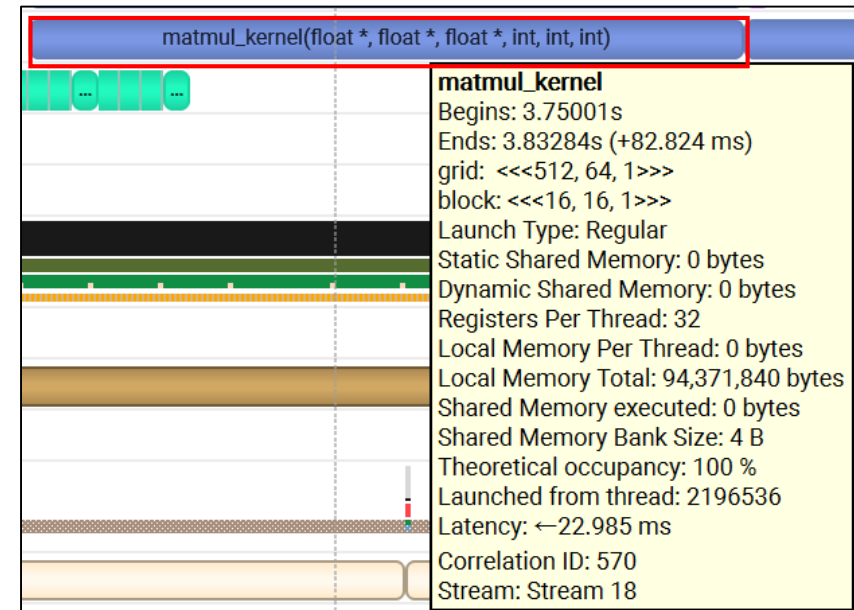 matmul_kernel(float *, float *, float *, int, int, int)
... ...
matmul_kernel
Begins: 3.75001s
Ends: 3.83284s (+82.824 ms)
grid: <<<512, 64, 1>>>
block: <<<16, 16, 1>>>
Launch Type: Regular
Static Shared Memory: 0 bytes
Dynamic Shared Memory: 0 bytes
Registers Per Thread: 32
Local Memory Per Thread: 0 bytes
Local Memory Total: 94,371,840 bytes
Shared Memory executed: 0 bytes
Shared Memory Bank Size: 4 B
Theoretical occupancy: 100 %
Launched from thread: 2196536
Latency: ←22.985 ms
Correlation ID: 570
Stream: Stream 18